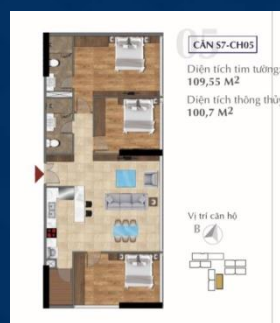 05
CĂN S7-CH05
Diện tích tim tường:
109,55 M2
Diện tích thông thủy
100,7 M2
Vị trí căn hộ
B